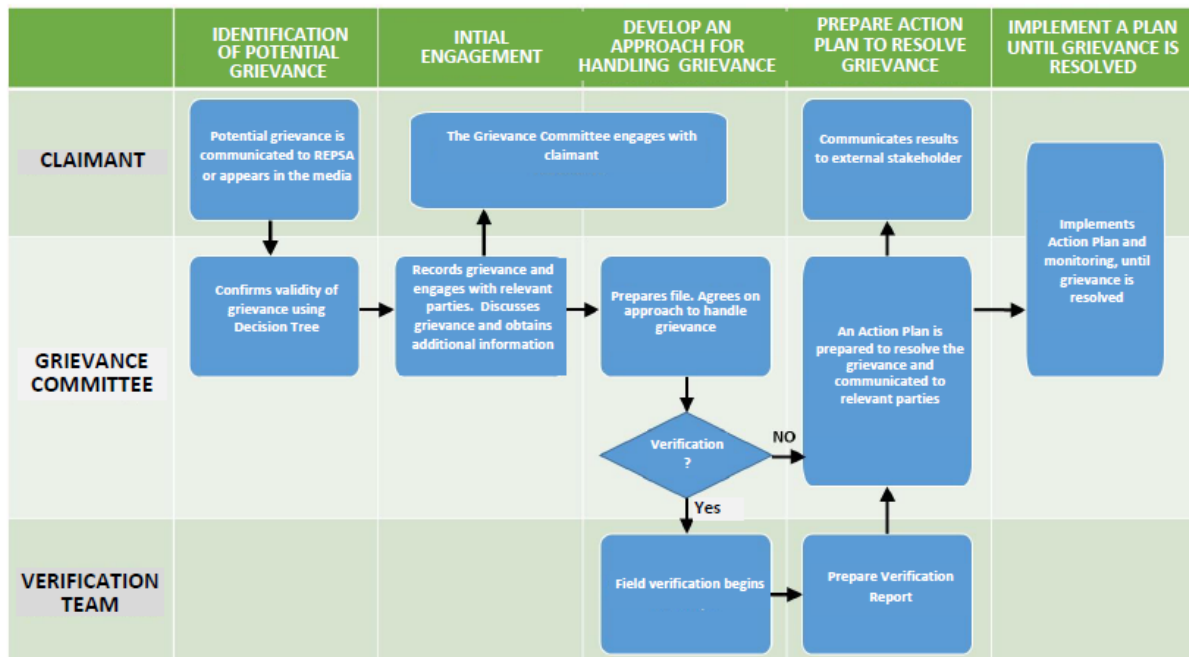 IDENTIFICATION
OF POTENTIAL
GRIEVANCE
INTIAL
ENGAGEMENT
DEVELOP AN
APPROACH FOR
HANDLING GRIEVANCE
PREPARE ACTION
PLAN TO RESOLVE
GRIEVANCE
IMPLEMENT A PLAN
UNTIL GRIEVANCE IS
RESOLVED
CLAIMANT
Potential grievance is
communicated to REPSA
or appears in the media
The Grievance Committee engages with
claimant
Communicates results
to external stakeholder
Implements
Action Plan and
monitoring, until
grievance is
resolved
GRIEVANCE
COMMITTEE
Confirms validity of
grievance using
Decision Tree
Records grievance and
engages with relevant
parties. Discusses
grievance and obtains
additional information
Prepares file. Agrees on
approach to handle
grievance
An Action Plan is
prepared to resolve the
grievance and
communicated to
relevant parties
Verification
?
NO
Yes
VERIFICATION
TEAM
Field verification begins
Prepare Verification
Report